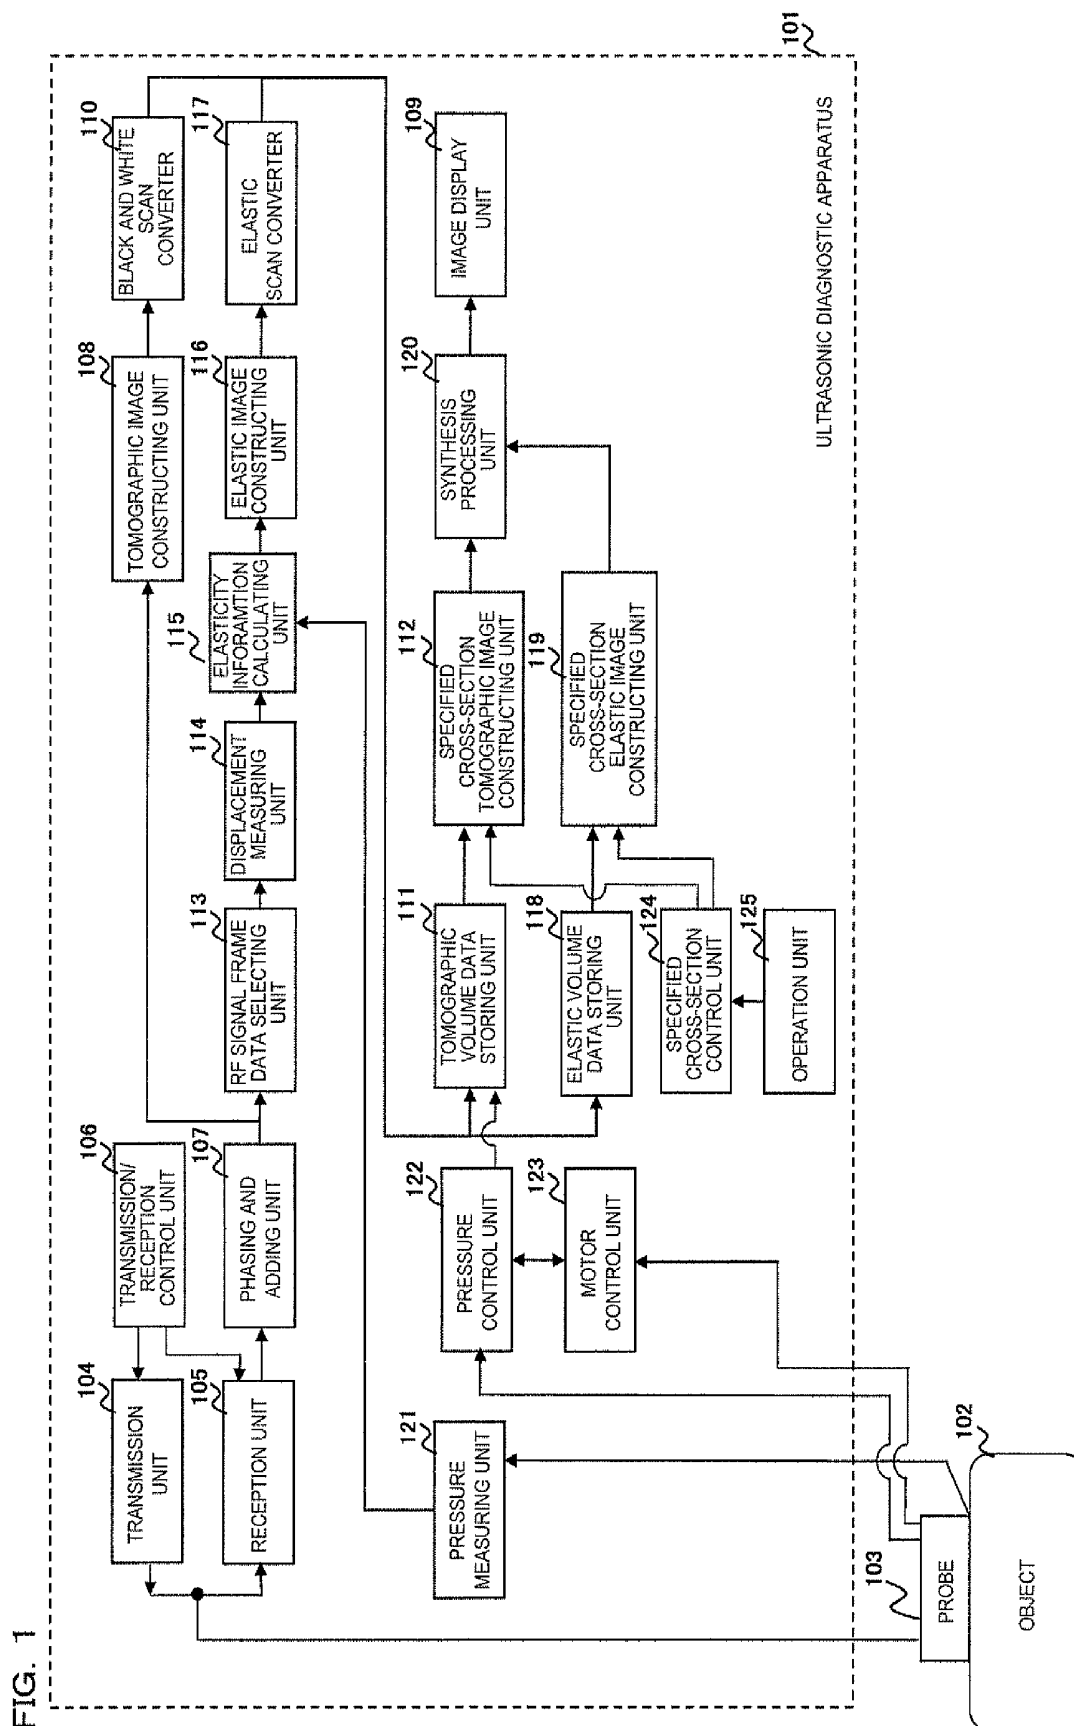 FIG. 1
106
TRANSMISSION/
RECEPTION
CONTROL UNIT
104
TRANSMISSION
UNIT
105
RECEPTION UNIT
107
PHASING AND
ADDING UNIT
108
TOMOGRAPHIC IMAGE
CONSTRUCTING UNIT
110
BLACK AND WHITE
SCAN
CONVERTER
113
RF SIGNAL FRAME
DATA SELECTING
UNIT
114
DISPLACEMENT
MEASURING
UNIT
115
ELASTICITY
INFORAMTION
CALCULATING
UNIT
116
ELASTIC IMAGE
CONSTRUCTING
UNIT
117
ELASTIC
SCAN CONVERTER
121
PRESSURE
MEASURING UNIT
122
PRESSURE
CONTROL UNIT
123
MOTOR
CONTROL UNIT
111
TOMOGRAPHIC
VOLUME DATA
STORING UNIT
112
SPECIFIED
CROSS-SECTION
TOMOGRAPHIC IMAGE
CONSTRUCTING UNIT
120
SYNTHESIS
PROCESSING
UNIT
109
IMAGE DISPLAY
UNIT
118
ELASTIC VOLUME
DATA STORING
UNIT
119
SPECIFIED
CROSS-SECTION
ELASTIC IMAGE
CONSTRUCTING UNIT
124
SPECIFIED
CROSS-SECTION
CONTROL UNIT
125
OPERATION UNIT
ULTRASONIC DIAGNOSTIC APPARATUS
101
103
PROBE
102
OBJECT